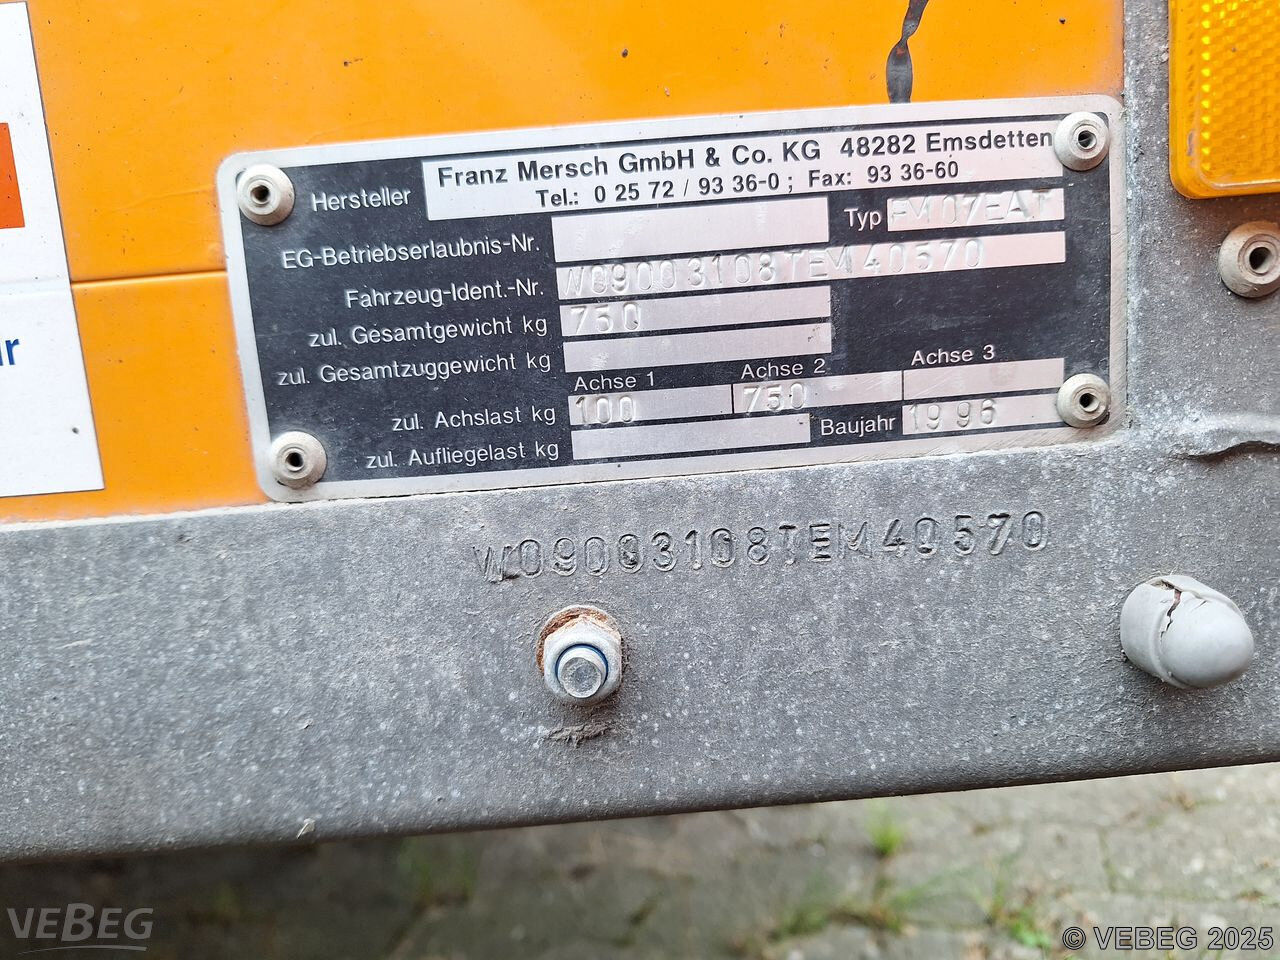 Franz Mersch GmbH & Co. KG 48282 Emsdetten
Hersteller Tel.: 0 25 72 / 93 36-0 ; Fax: 93 36-60
EG-Betriebserlaubnis-Nr. Typ FM07EAT
Fahrzeug-Ident.-Nr. W09003108TEM40570
zul. Gesamtgewicht kg 750
zul. Gesamtzuggewicht kg
Achse 1 Achse 2 Achse 3
zul. Achslast kg 100 750
zul. Aufliegelast kg Baujahr 1996
W09003108TEM40570
r
VEBEG
© VEBEG 2025